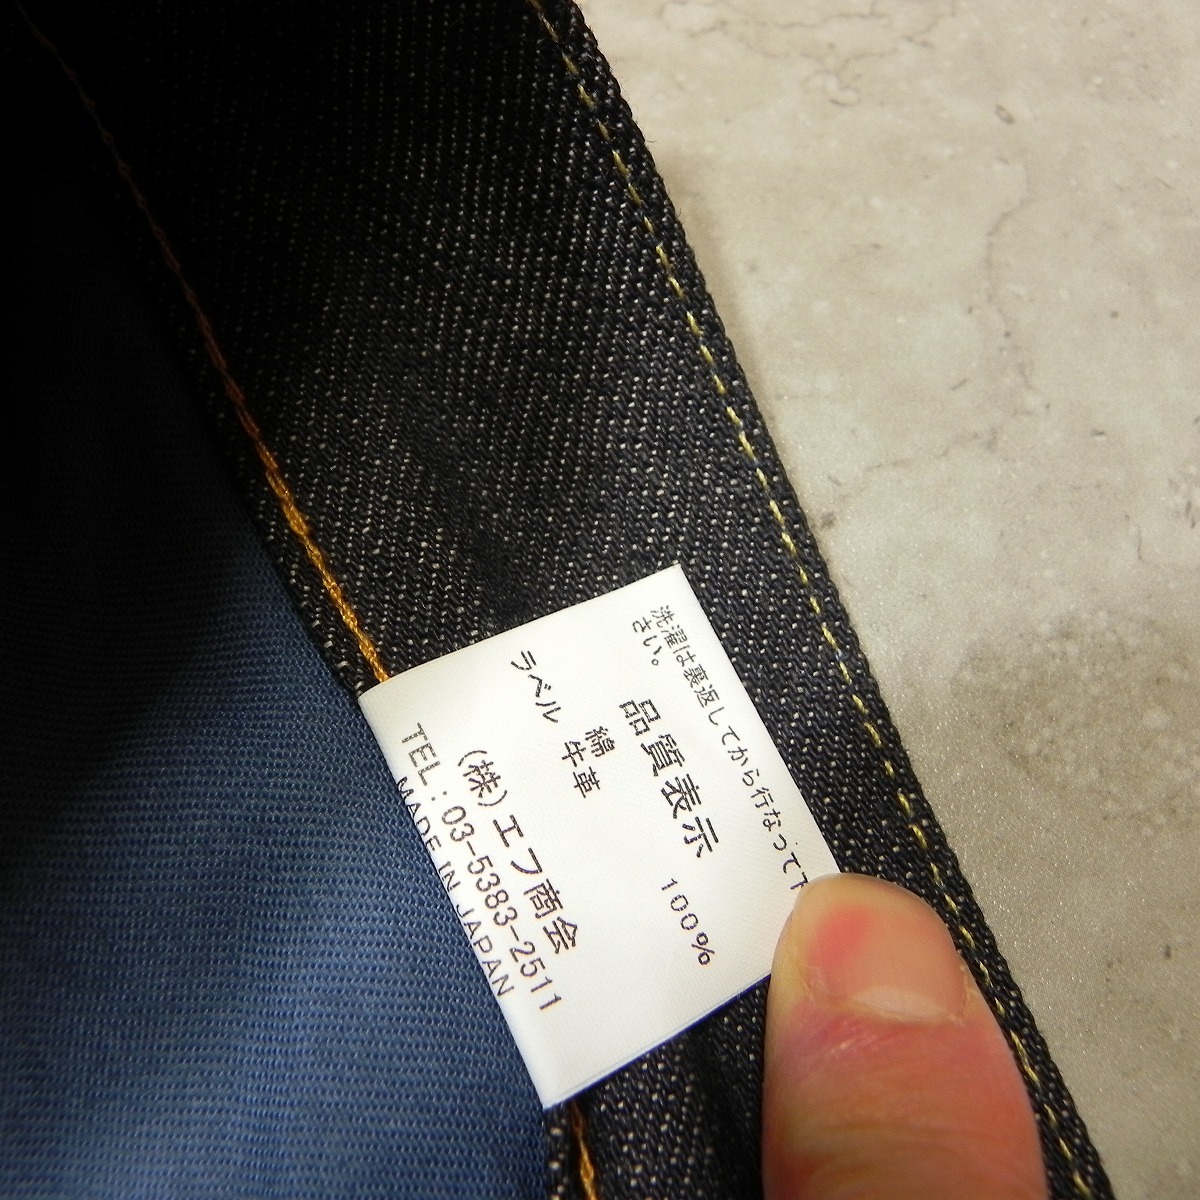 洗濯は裏返してから行なって下
さい。
品質表示
綿 100%
ラベル 牛革
(株)エフ商会
TEL:03-5383-2511
MADE IN JAPAN